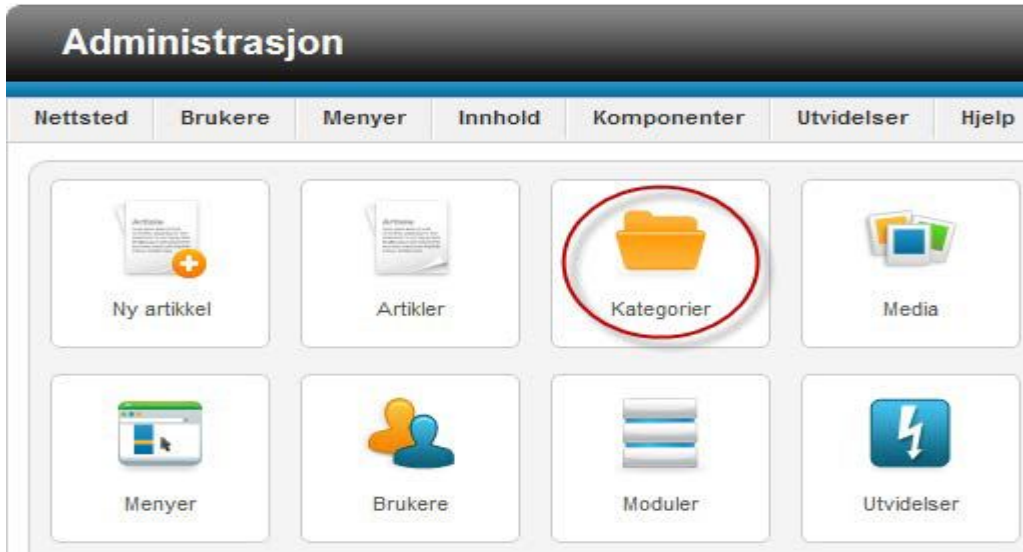 Administrasjon
Nettsted Brukere Menyer Innhold Komponenter Utvidelser Hjelp
Ny artikkel Artikler Kategorier Media
Menyer Brukere Moduler Utvidelser